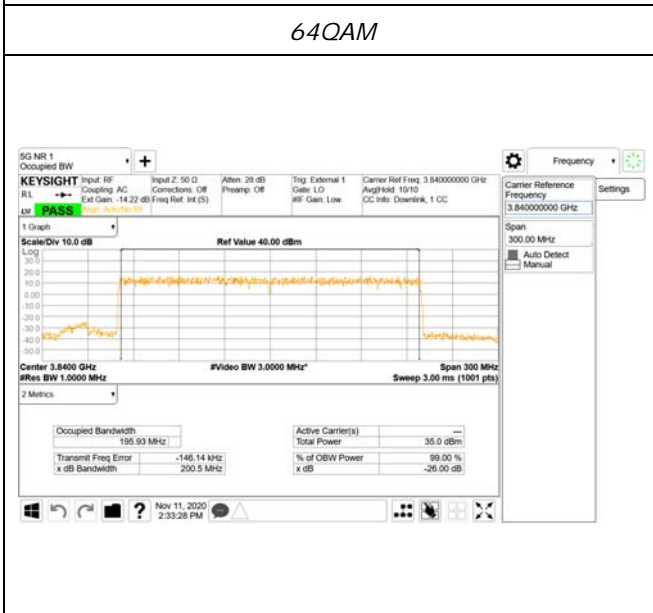 64QAM
5G NR 1
Occupied BW
Frequency
KEYSIGHT
Input: RF
Input Z: 50 Ω
Atten: 28 dB
Trig: External 1
Carrier Ref Freq: 3.840000000 GHz
RL
Coupling: AC
Corrections: Off
Preamp: Off
Gate: LO
Avg|Hold: 10/10
Ext Gain: -14.22 dB
Freq Ref: Int (S)
#IF Gain: Low
CC Info: Downlink, 1 CC
PASS
Align: Auto/No RF
Carrier Reference
Frequency
3.840000000 GHz
Settings
Span
300.00 MHz
Auto Detect
Manual
1 Graph
Scale/Div 10.0 dB
Ref Value 40.00 dBm
Log
30.0
20.0
10.0
0.00
-10.0
-20.0
-30.0
-40.0
-50.0
Center 3.8400 GHz
#Video BW 3.0000 MHz*
Span 300 MHz
#Res BW 1.0000 MHz
Sweep 3.00 ms (1001 pts)
2 Metrics
Occupied Bandwidth
195.93 MHz
Active Carrier(s)
---
Total Power
35.0 dBm
Transmit Freq Error
-146.14 kHz
% of OBW Power
99.00 %
x dB Bandwidth
200.5 MHz
x dB
-26.00 dB
?
Nov 11, 2020
2:33:28 PM